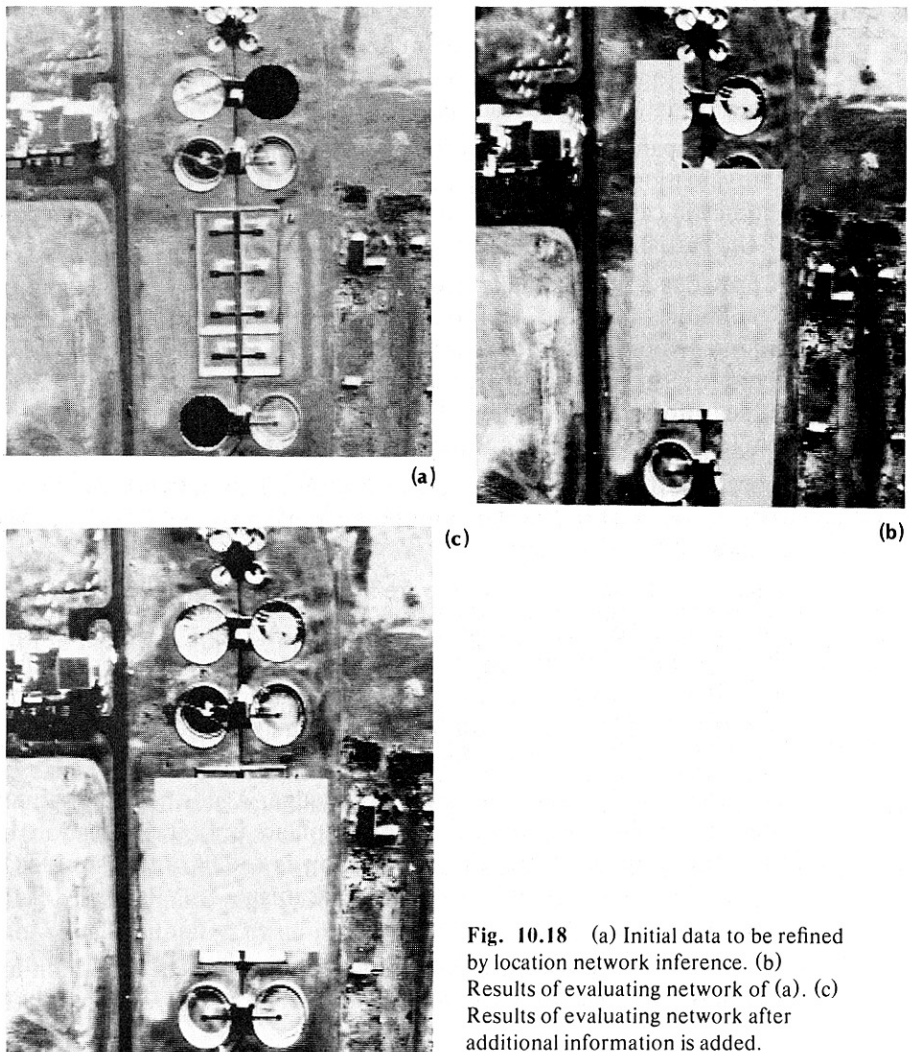 (a)
(b)
(c)
Fig. 10.18 (a) Initial data to be refined
by location network inference. (b)
Results of evaluating network of (a). (c)
Results of evaluating network after
additional information is added.